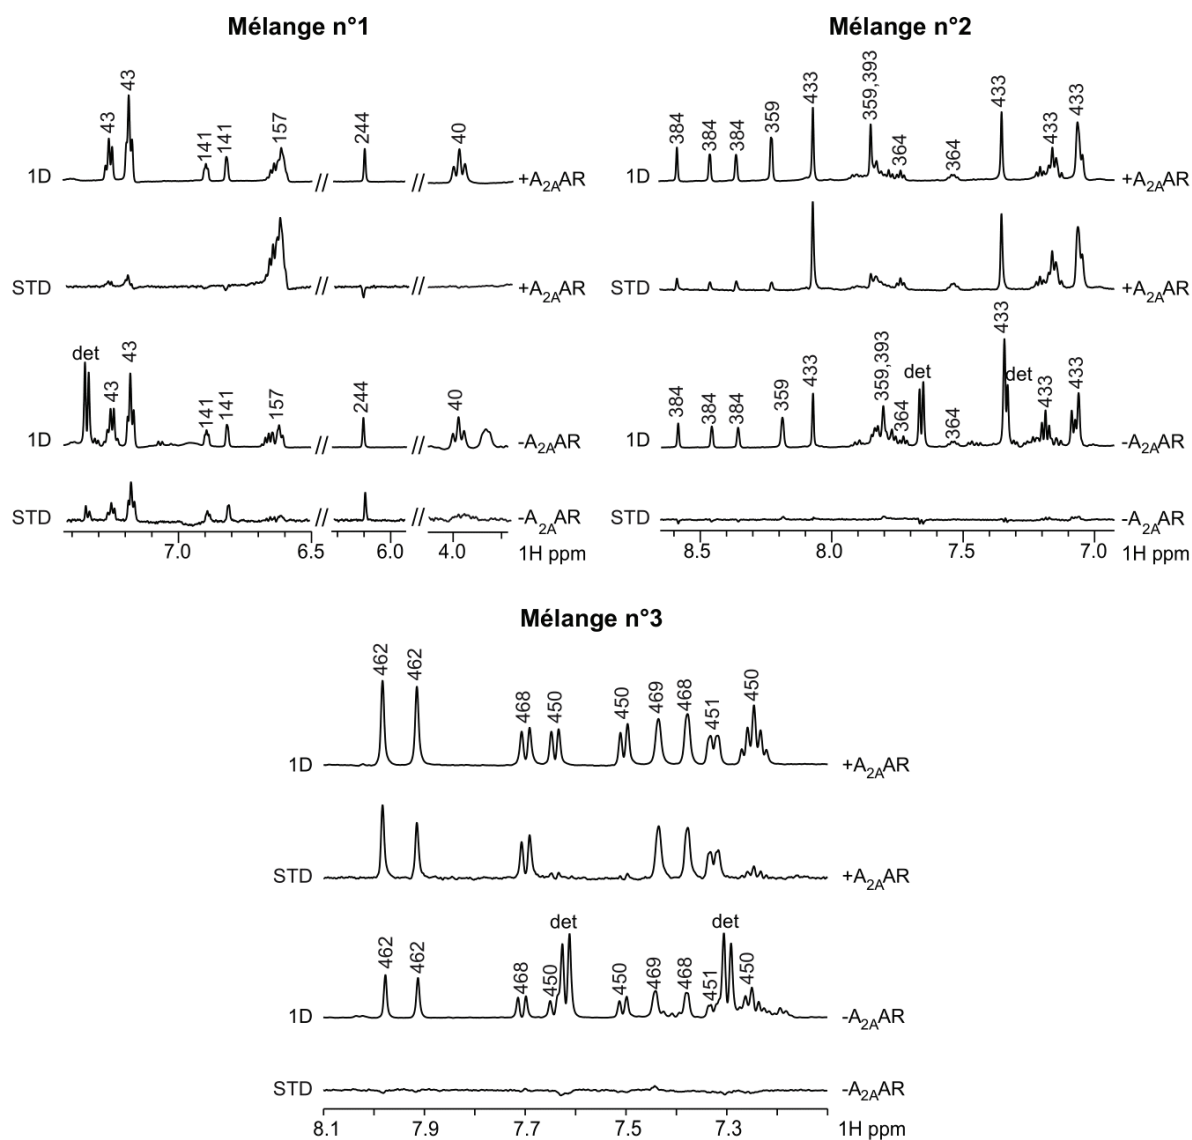 Mélange n°1
43 43 141 141 157 244 40
1D // // +A2AAR
STD // // +A2AAR
det 43 43 141 141 157 244 40
1D // // -A2AAR
STD // // -A2AAR
7.0 6.5 6.0 4.0 1H ppm
Mélange n°2
384 384 384 359 433 359,393 364 364 433 433 433
1D +A2AAR
STD +A2AAR
384 384 384 359 433 359,393 364 det 364 433 det 433 433
1D -A2AAR
STD -A2AAR
8.5 8.0 7.5 7.0 1H ppm
Mélange n°3
462 462 468 450 450 469 468 451 450
1D +A2AAR
STD +A2AAR
462 462 468 450 det 450 469 468 451 det 450
1D -A2AAR
STD -A2AAR
8.1 7.9 7.7 7.5 7.3 1H ppm